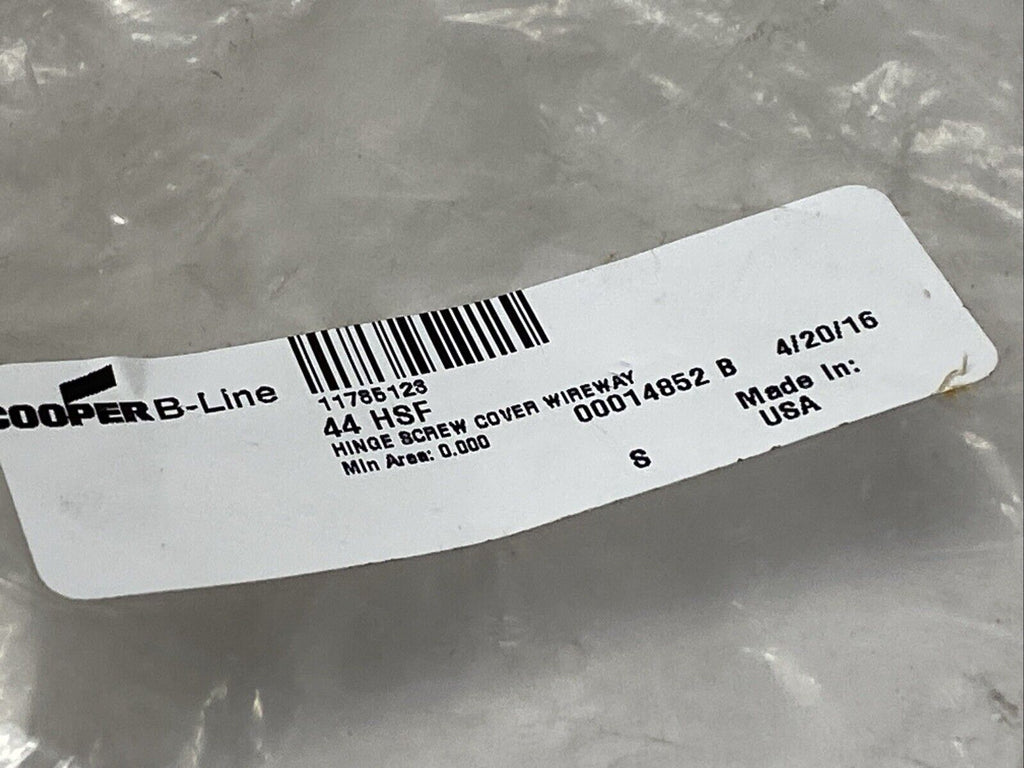 COOPER B-Line
11785123
44 HSF
HINGE SCREW COVER WIREWAY
Min Area: 0.000
00014852 B
S
4/20/16
Made In:
USA